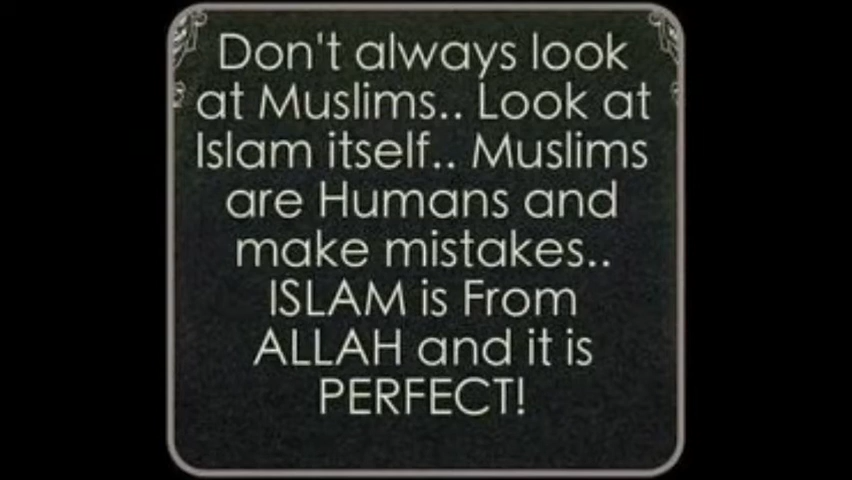 Don't always look
at Muslims.. Look at
Islam itself.. Muslims
are Humans and
make mistakes..
ISLAM is From
ALLAH and it is
PERFECT!